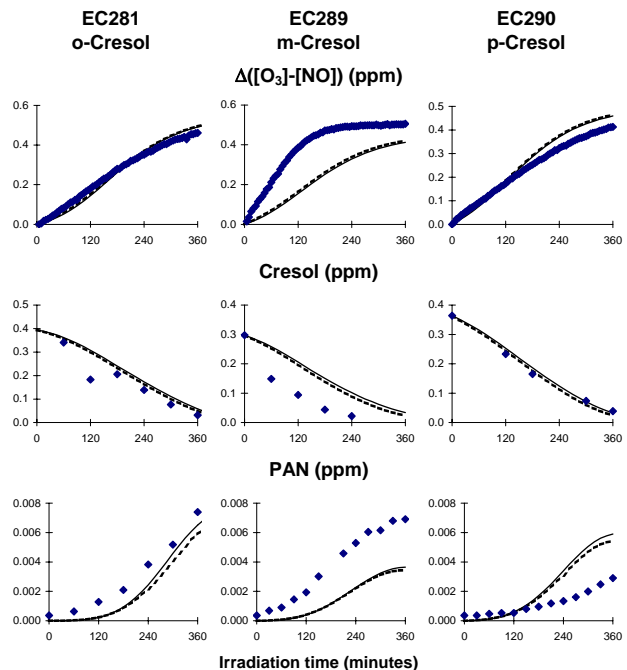 EC281 EC289 EC290
o-Cresol m-Cresol p-Cresol
Δ([O₃]-[NO]) (ppm)
0.6 0.6 0.5
0.4 0.4 0.4
0.3
0.2 0.2 0.2
0.1
0.0 0.0 0.0
0 120 240 360 0 120 240 360 0 120 240 360
Cresol (ppm)
0.5 0.4 0.4
0.4
0.3 0.3 0.3
0.2 0.2 0.2
0.1 0.1 0.1
0.0 0.0 0.0
0 120 240 360 0 120 240 360 0 120 240 360
PAN (ppm)
0.008 0.008 0.008
0.006 0.006 0.006
0.004 0.004 0.004
0.002 0.002 0.002
0.000 0.000 0.000
0 120 240 360 0 120 240 360 0 120 240 360
Irradiation time (minutes)